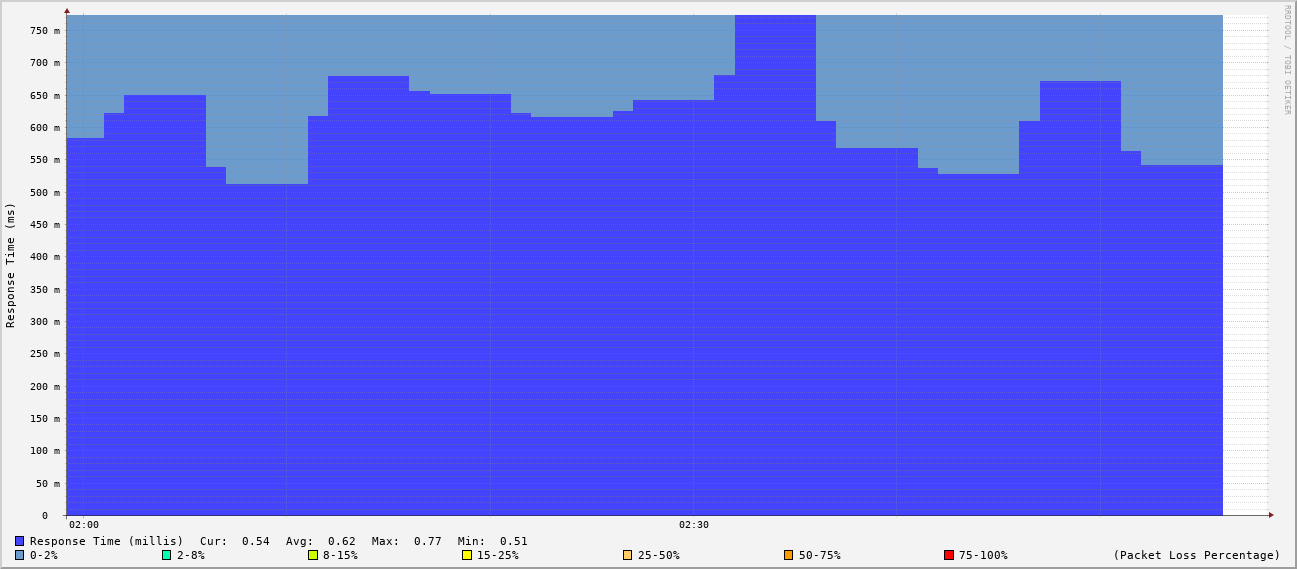 RRDTOOL / TOBI OETIKER
Response Time (ms)
750 m
700 m
650 m
600 m
550 m
500 m
450 m
400 m
350 m
300 m
250 m
200 m
150 m
100 m
50 m
0
02:00 02:30
Response Time (millis) Cur: 0.54 Avg: 0.62 Max: 0.77 Min: 0.51
0-2% 2-8% 8-15% 15-25% 25-50% 50-75% 75-100% (Packet Loss Percentage)